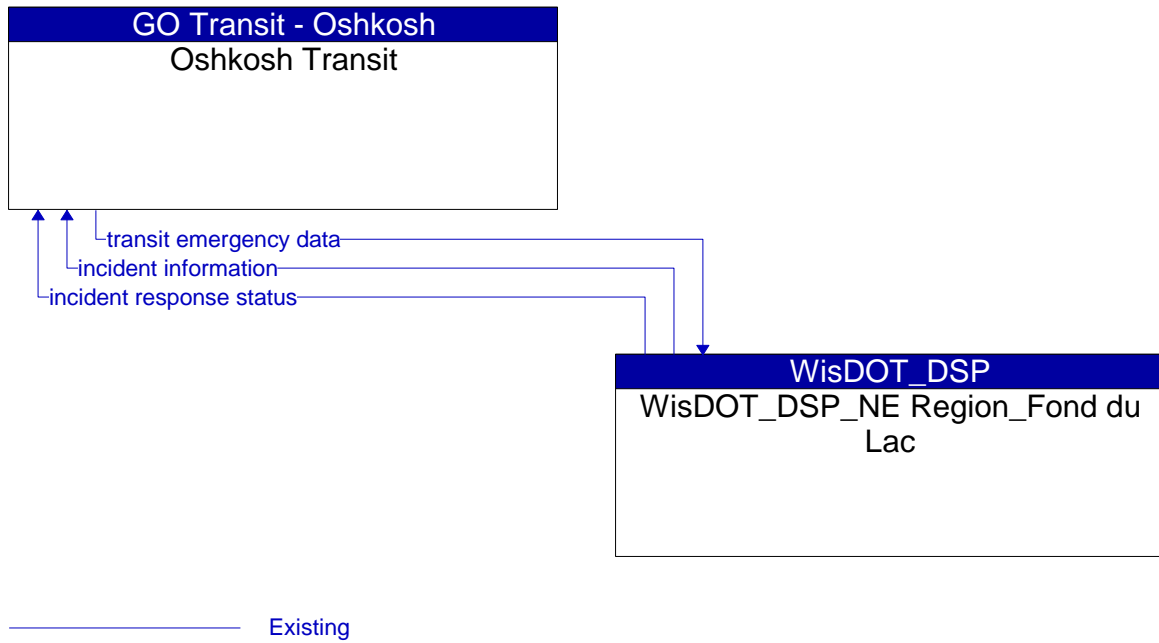 GO Transit - Oshkosh
Oshkosh Transit
transit emergency data
incident information
incident response status
WisDOT_DSP
WisDOT_DSP_NE Region_Fond du
Lac
Existing